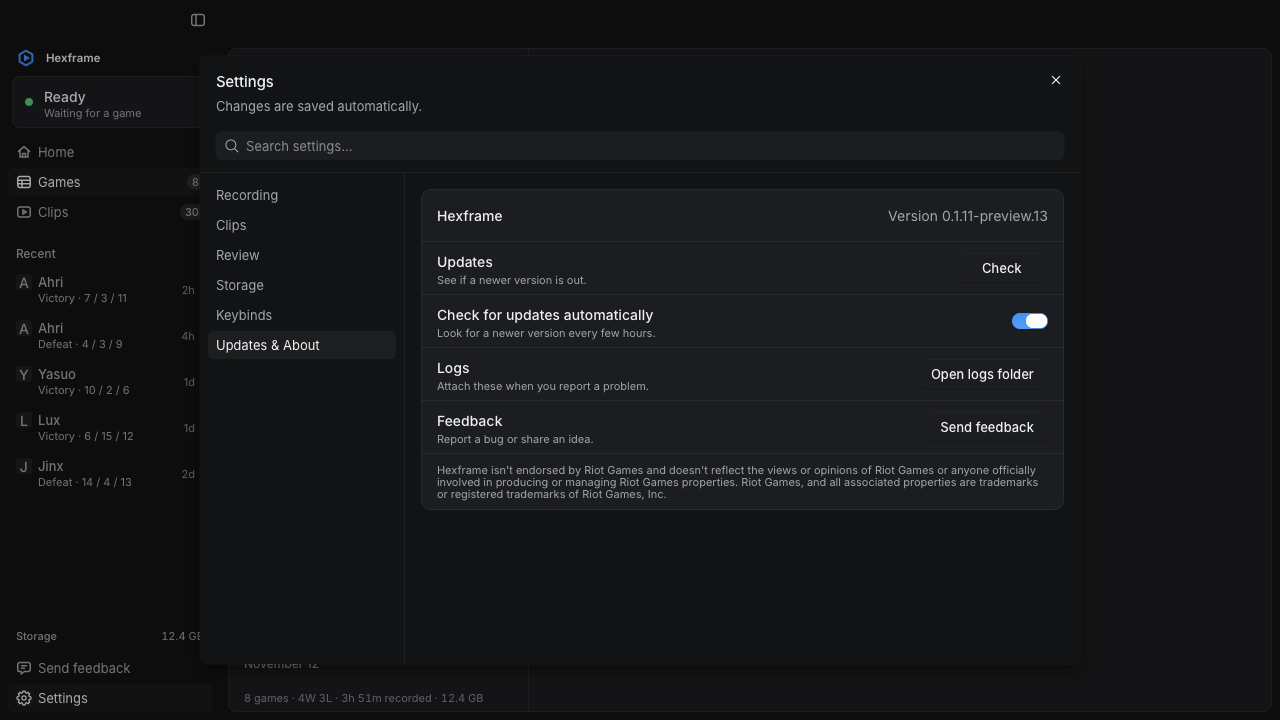 Hexframe
Ready
Waiting for a game
Home
Games 8
Clips 30
Recent
A Ahri 2h
Victory · 7 / 3 / 11
A Ahri 4h
Defeat · 4 / 3 / 9
Y Yasuo 1d
Victory · 10 / 2 / 6
L Lux 1d
Victory · 6 / 15 / 12
J Jinx 2d
Defeat · 14 / 4 / 13
Storage 12.4 GB
Send feedback
Settings
Settings
Changes are saved automatically.
Search settings...
Recording
Clips
Review
Storage
Keybinds
Updates & About
Hexframe Version 0.1.11-preview.13
Updates
See if a newer version is out.
Check
Check for updates automatically
Look for a newer version every few hours.
Logs
Attach these when you report a problem.
Open logs folder
Feedback
Report a bug or share an idea.
Send feedback
Hexframe isn't endorsed by Riot Games and doesn't reflect the views or opinions of Riot Games or anyone officially
involved in producing or managing Riot Games properties. Riot Games, and all associated properties are trademarks
or registered trademarks of Riot Games, Inc.
November 12
8 games · 4W 3L · 3h 51m recorded · 12.4 GB